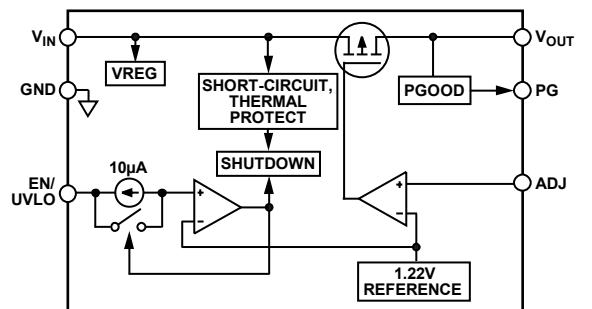 VIN
VOUT
VREG
GND
SHORT-CIRCUIT,
THERMAL
PROTECT
PGOOD
PG
10µA
SHUTDOWN
EN/
UVLO
+
−
+
−
ADJ
1.22V
REFERENCE